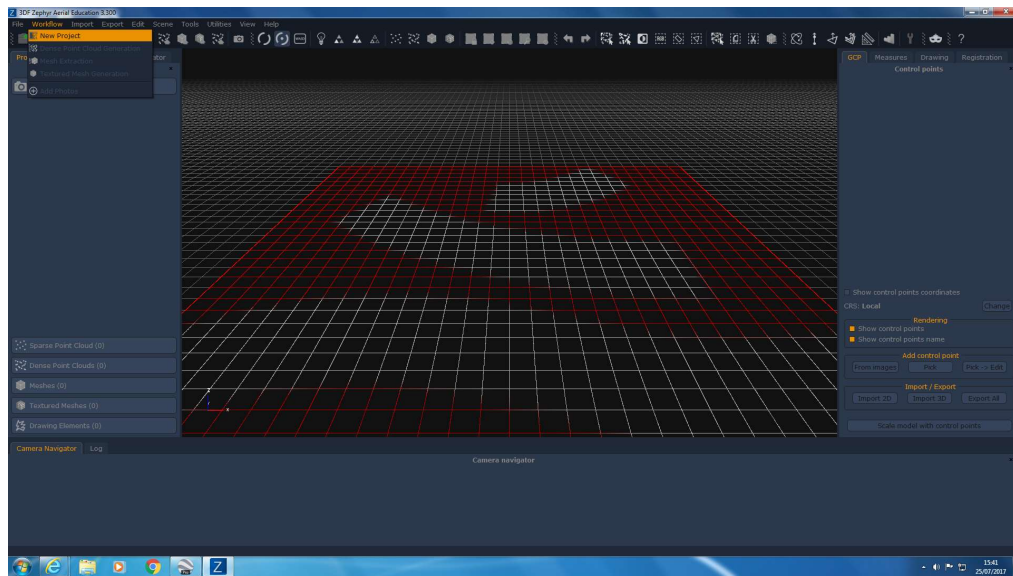 3DF Zephyr Aerial Education 3.300
File Workflow Import Export Edit Scene Tools Utilities View Help
New Project
Dense Point Cloud Generation
Mesh Extraction
Textured Mesh Generation
Add Photos
GCP Measures Drawing Registration
Control points
Show control points coordinates
CRS: Local Change
Rendering
Show control points
Show control points name
Add control point
From images Pick Pick -> Edit
Import / Export
Import 2D Import 3D Export All
Scale model with control points
Sparse Point Cloud (0)
Dense Point Clouds (0)
Meshes (0)
Textured Meshes (0)
Drawing Elements (0)
Camera Navigator Log
Camera navigator
15:41
25/07/2017